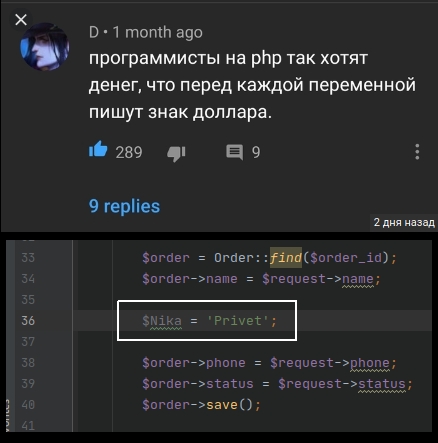 D • 1 month ago
программисты на php так хотят
денег, что перед каждой переменной
пишут знак доллара.
289
9
9 replies
2 дня назад
33 $order = Order::find($order_id);
34 $order->name = $request->name;
35
36 $Nika = 'Privet';
37
38 $order->phone = $request->phone;
39 $order->status = $request->status;
40 $order->save();
41